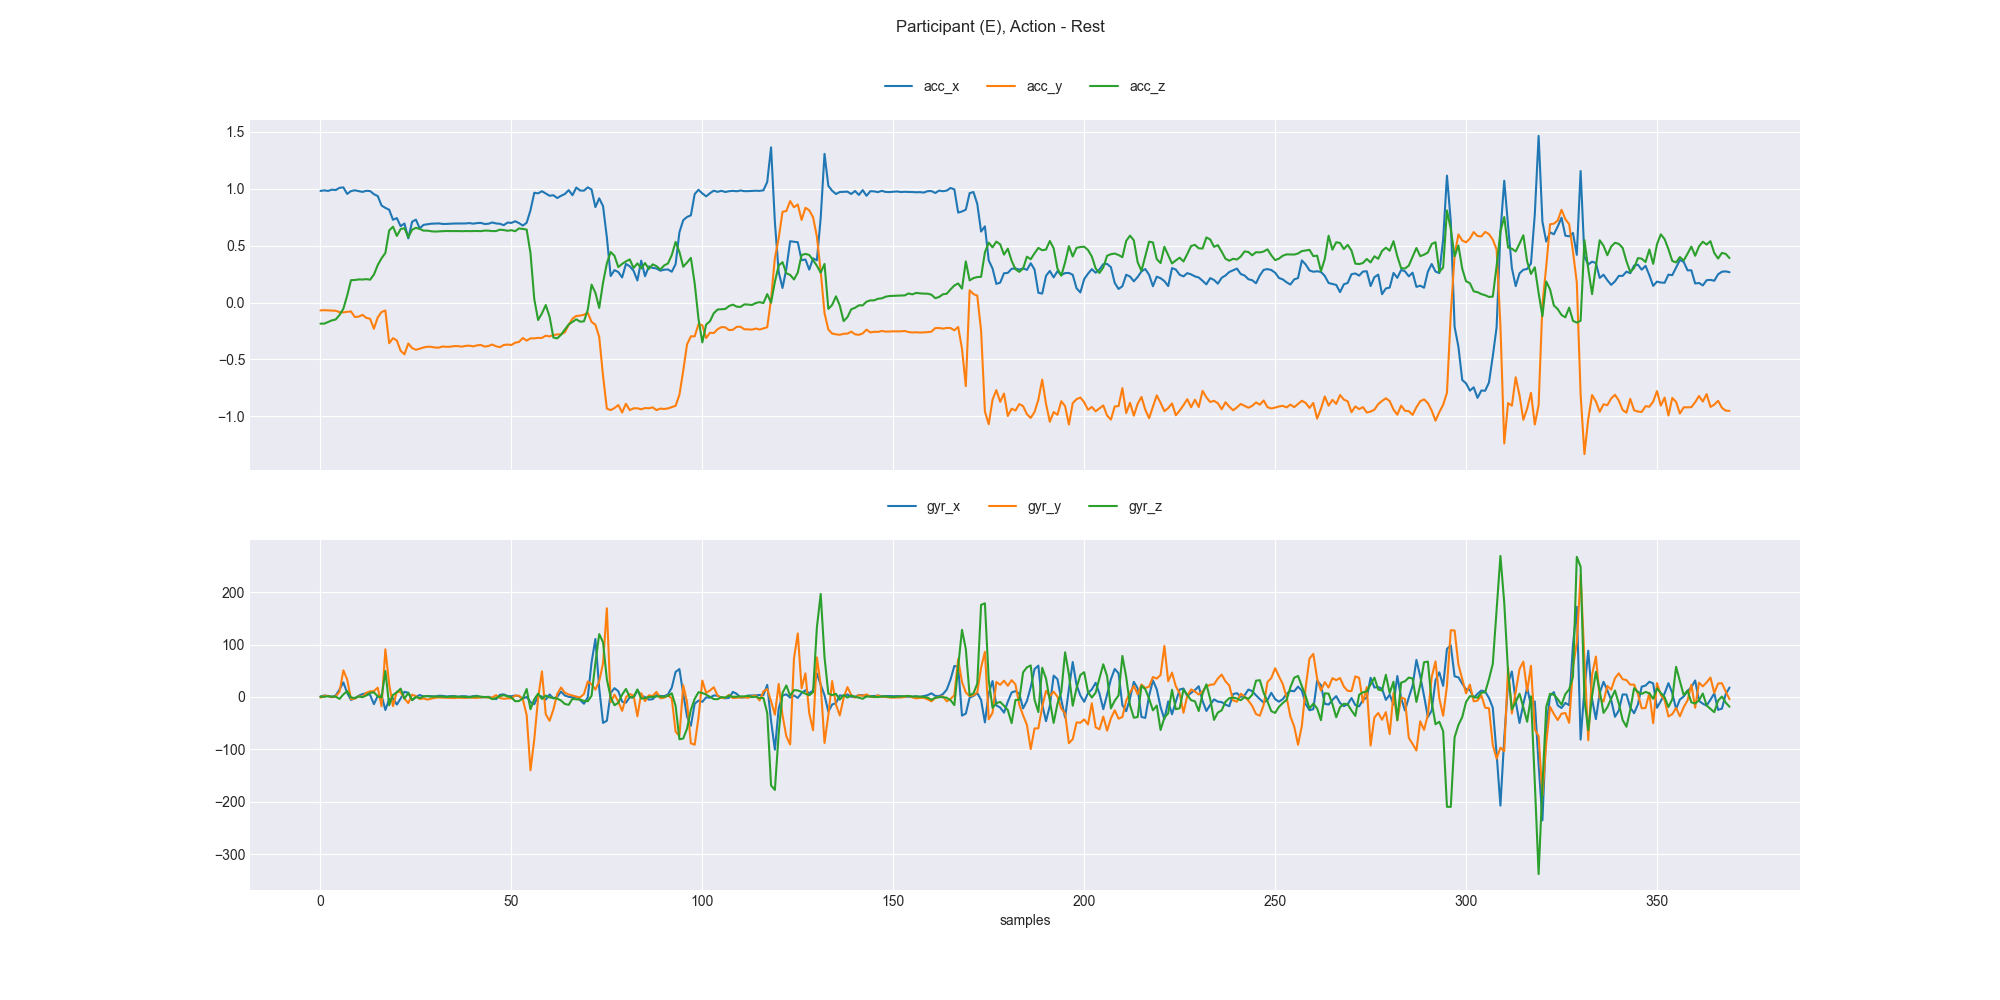 Participant (E), Action - Rest
acc_x acc_y acc_z
1.5
1.0
0.5
0.0
−0.5
−1.0
gyr_x gyr_y gyr_z
200
100
0
−100
−200
−300
0 50 100 150 200 250 300 350
samples